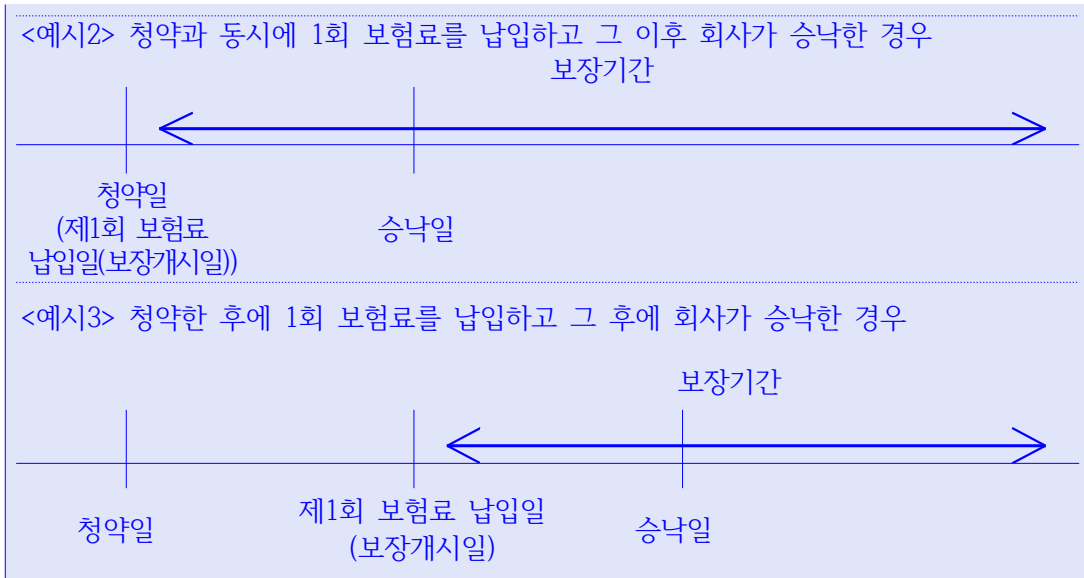 <예시2> 청약과 동시에 1회 보험료를 납입하고 그 이후 회사가 승낙한 경우
보장기간
청약일
(제1회 보험료
납입일(보장개시일))
승낙일
<예시3> 청약한 후에 1회 보험료를 납입하고 그 후에 회사가 승낙한 경우
보장기간
청약일
제1회 보험료 납입일
(보장개시일)
승낙일